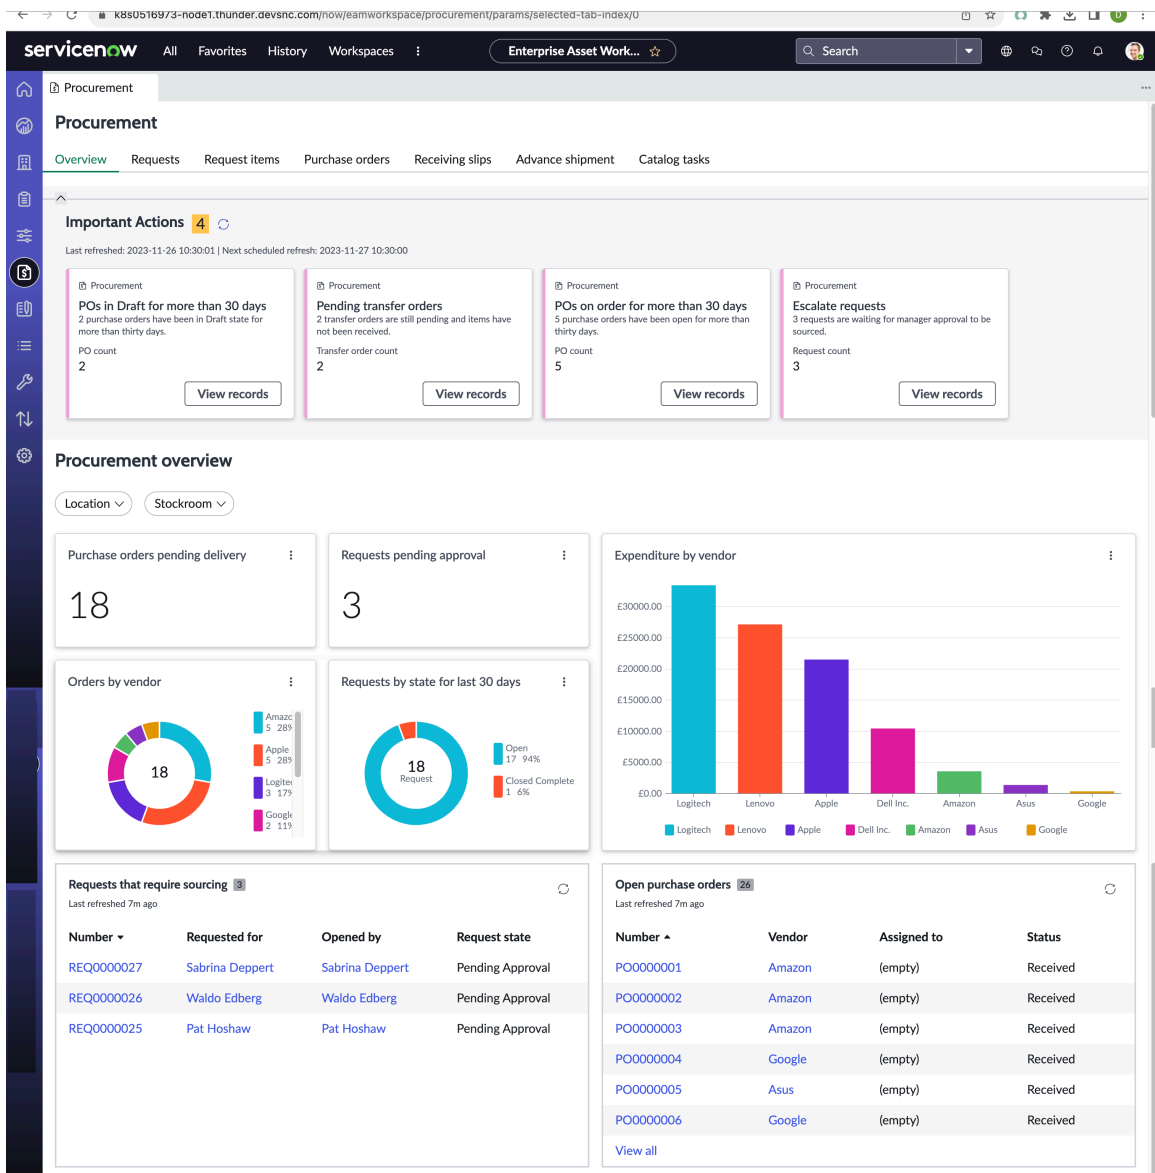 k8s0516973-node1.thunder.devsnc.com/now/eamworkspace/procurement/params/selected-tab-index/0
D
servicenow All Favorites History Workspaces Enterprise Asset Work... Search
Procurement
Procurement
Overview Requests Request items Purchase orders Receiving slips Advance shipment Catalog tasks
Important Actions 4
Last refreshed: 2023-11-26 10:30:01 | Next scheduled refresh: 2023-11-27 10:30:00
Procurement
POs in Draft for more than 30 days
2 purchase orders have been in Draft state for
more than thirty days.
PO count
2
View records
Procurement
Pending transfer orders
2 transfer orders are still pending and items have
not been received.
Transfer order count
2
View records
Procurement
POs on order for more than 30 days
5 purchase orders have been open for more than
thirty days.
PO count
5
View records
Procurement
Escalate requests
3 requests are waiting for manager approval to be
sourced.
Request count
3
View records
Procurement overview
Location Stockroom
Purchase orders pending delivery
18
Requests pending approval
3
Expenditure by vendor
£30000.00
£25000.00
£20000.00
£15000.00
£10000.00
£5000.00
£0.00
Logitech Lenovo Apple Dell Inc. Amazon Asus Google
Logitech Lenovo Apple Dell Inc. Amazon Asus Google
Orders by vendor
18
Amazo
5 28%
Apple
5 28%
Logitec
3 17%
Google
2 11%
Requests by state for last 30 days
18
Request
Open
17 94%
Closed Complete
1 6%
Requests that require sourcing 3
Last refreshed 7m ago
Number Requested for Opened by Request state
REQ0000027 Sabrina Deppert Sabrina Deppert Pending Approval
REQ0000026 Waldo Edberg Waldo Edberg Pending Approval
REQ0000025 Pat Hoshaw Pat Hoshaw Pending Approval
Open purchase orders 26
Last refreshed 7m ago
Number Vendor Assigned to Status
PO0000001 Amazon (empty) Received
PO0000002 Amazon (empty) Received
PO0000003 Amazon (empty) Received
PO0000004 Google (empty) Received
PO0000005 Asus (empty) Received
PO0000006 Google (empty) Received
View all